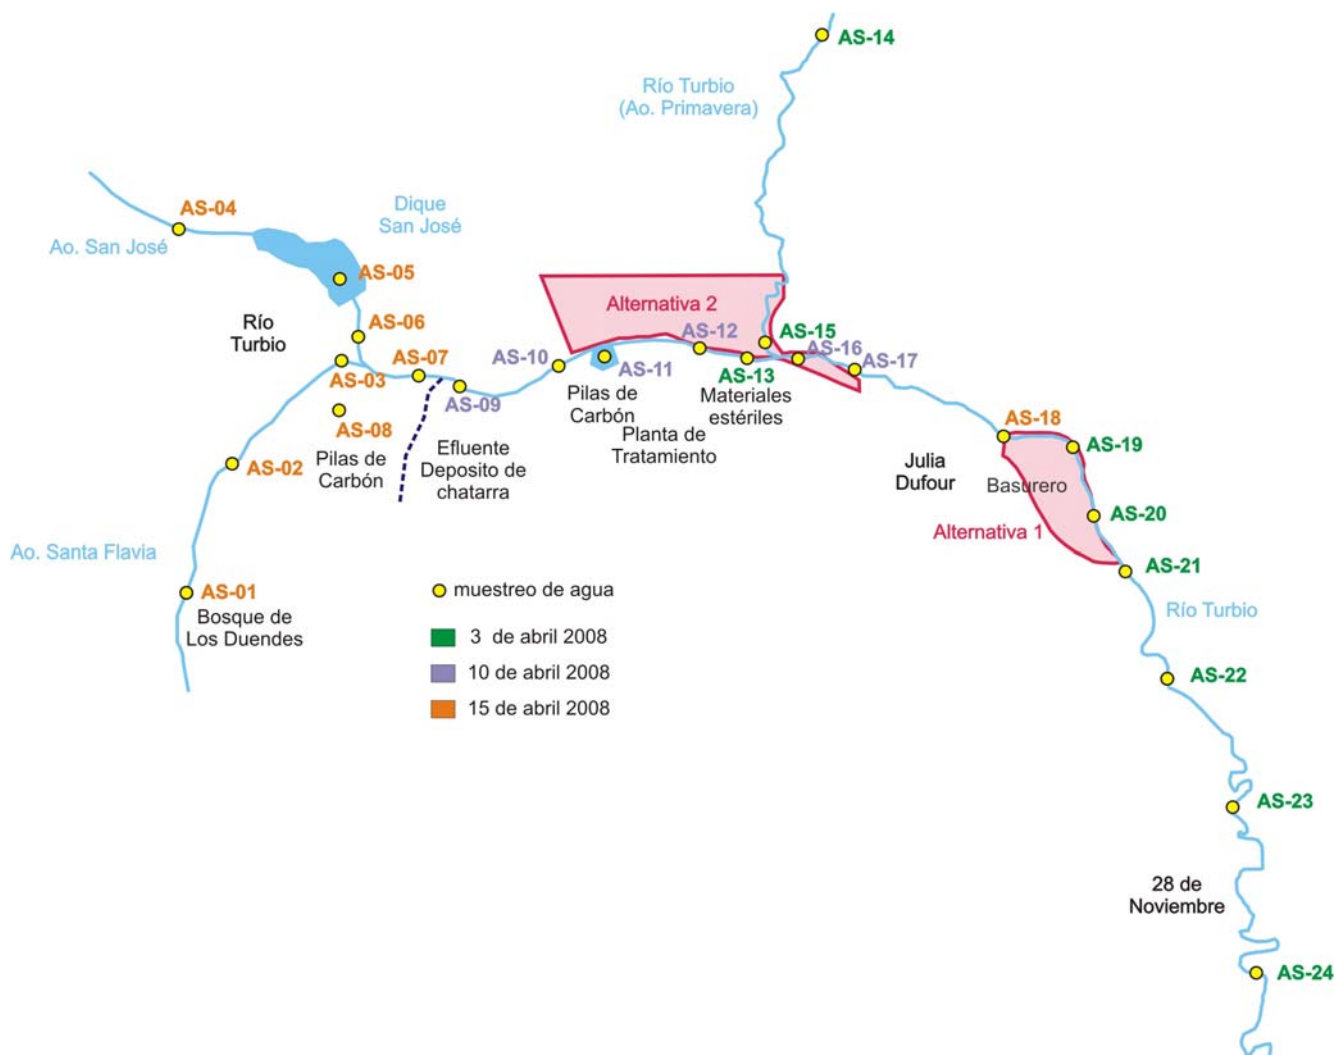 AS-14
Río Turbio
(Ao. Primavera)
AS-04
Dique
San José
Ao. San José
AS-05
Alternativa 2
Río
Turbio
AS-06
AS-12
AS-15
AS-16
AS-10
AS-07
AS-11
AS-17
AS-03
AS-13
AS-09
Pilas de
Carbón
Materiales
estériles
AS-08
AS-18
Planta de
Tratamiento
Efluente
Deposito de
chatarra
AS-19
AS-02
Pilas de
Carbón
Julia
Dufour
Basurero
AS-20
Alternativa 1
Ao. Santa Flavia
AS-21
AS-01
muestreo de agua
Bosque de
Los Duendes
Río Turbio
3 de abril 2008
10 de abril 2008
AS-22
15 de abril 2008
AS-23
28 de
Noviembre
AS-24